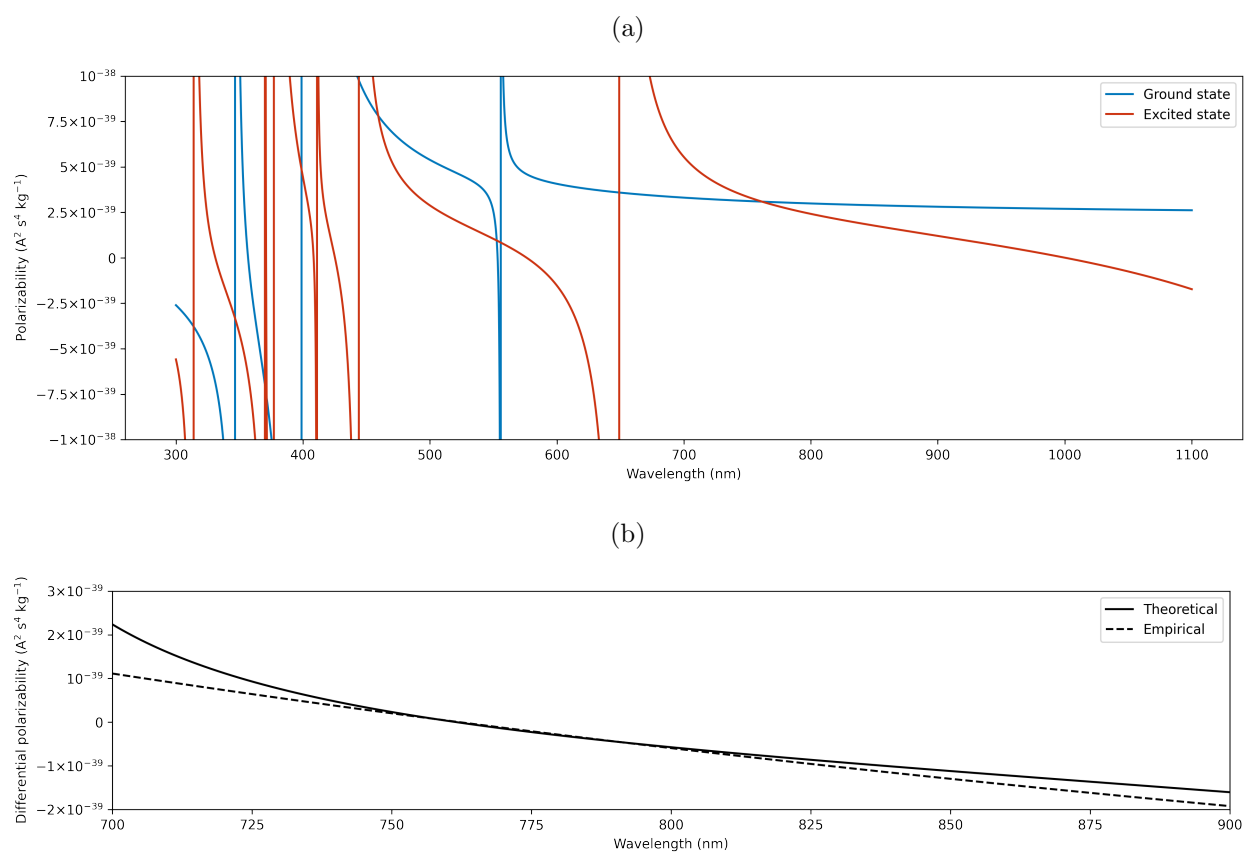 (a)
10⁻³⁸
7.5×10⁻³⁹
5×10⁻³⁹
2.5×10⁻³⁹
0
−2.5×10⁻³⁹
−5×10⁻³⁹
−7.5×10⁻³⁹
−1×10⁻³⁸
Polarizability (A² s⁴ kg⁻¹)
Ground state
Excited state
300 400 500 600 700 800 900 1000 1100
Wavelength (nm)
(b)
3×10⁻³⁹
2×10⁻³⁹
10⁻³⁹
0
−1×10⁻³⁹
−2×10⁻³⁹
Differential polarizability (A² s⁴ kg⁻¹)
Theoretical
Empirical
700 725 750 775 800 825 850 875 900
Wavelength (nm)